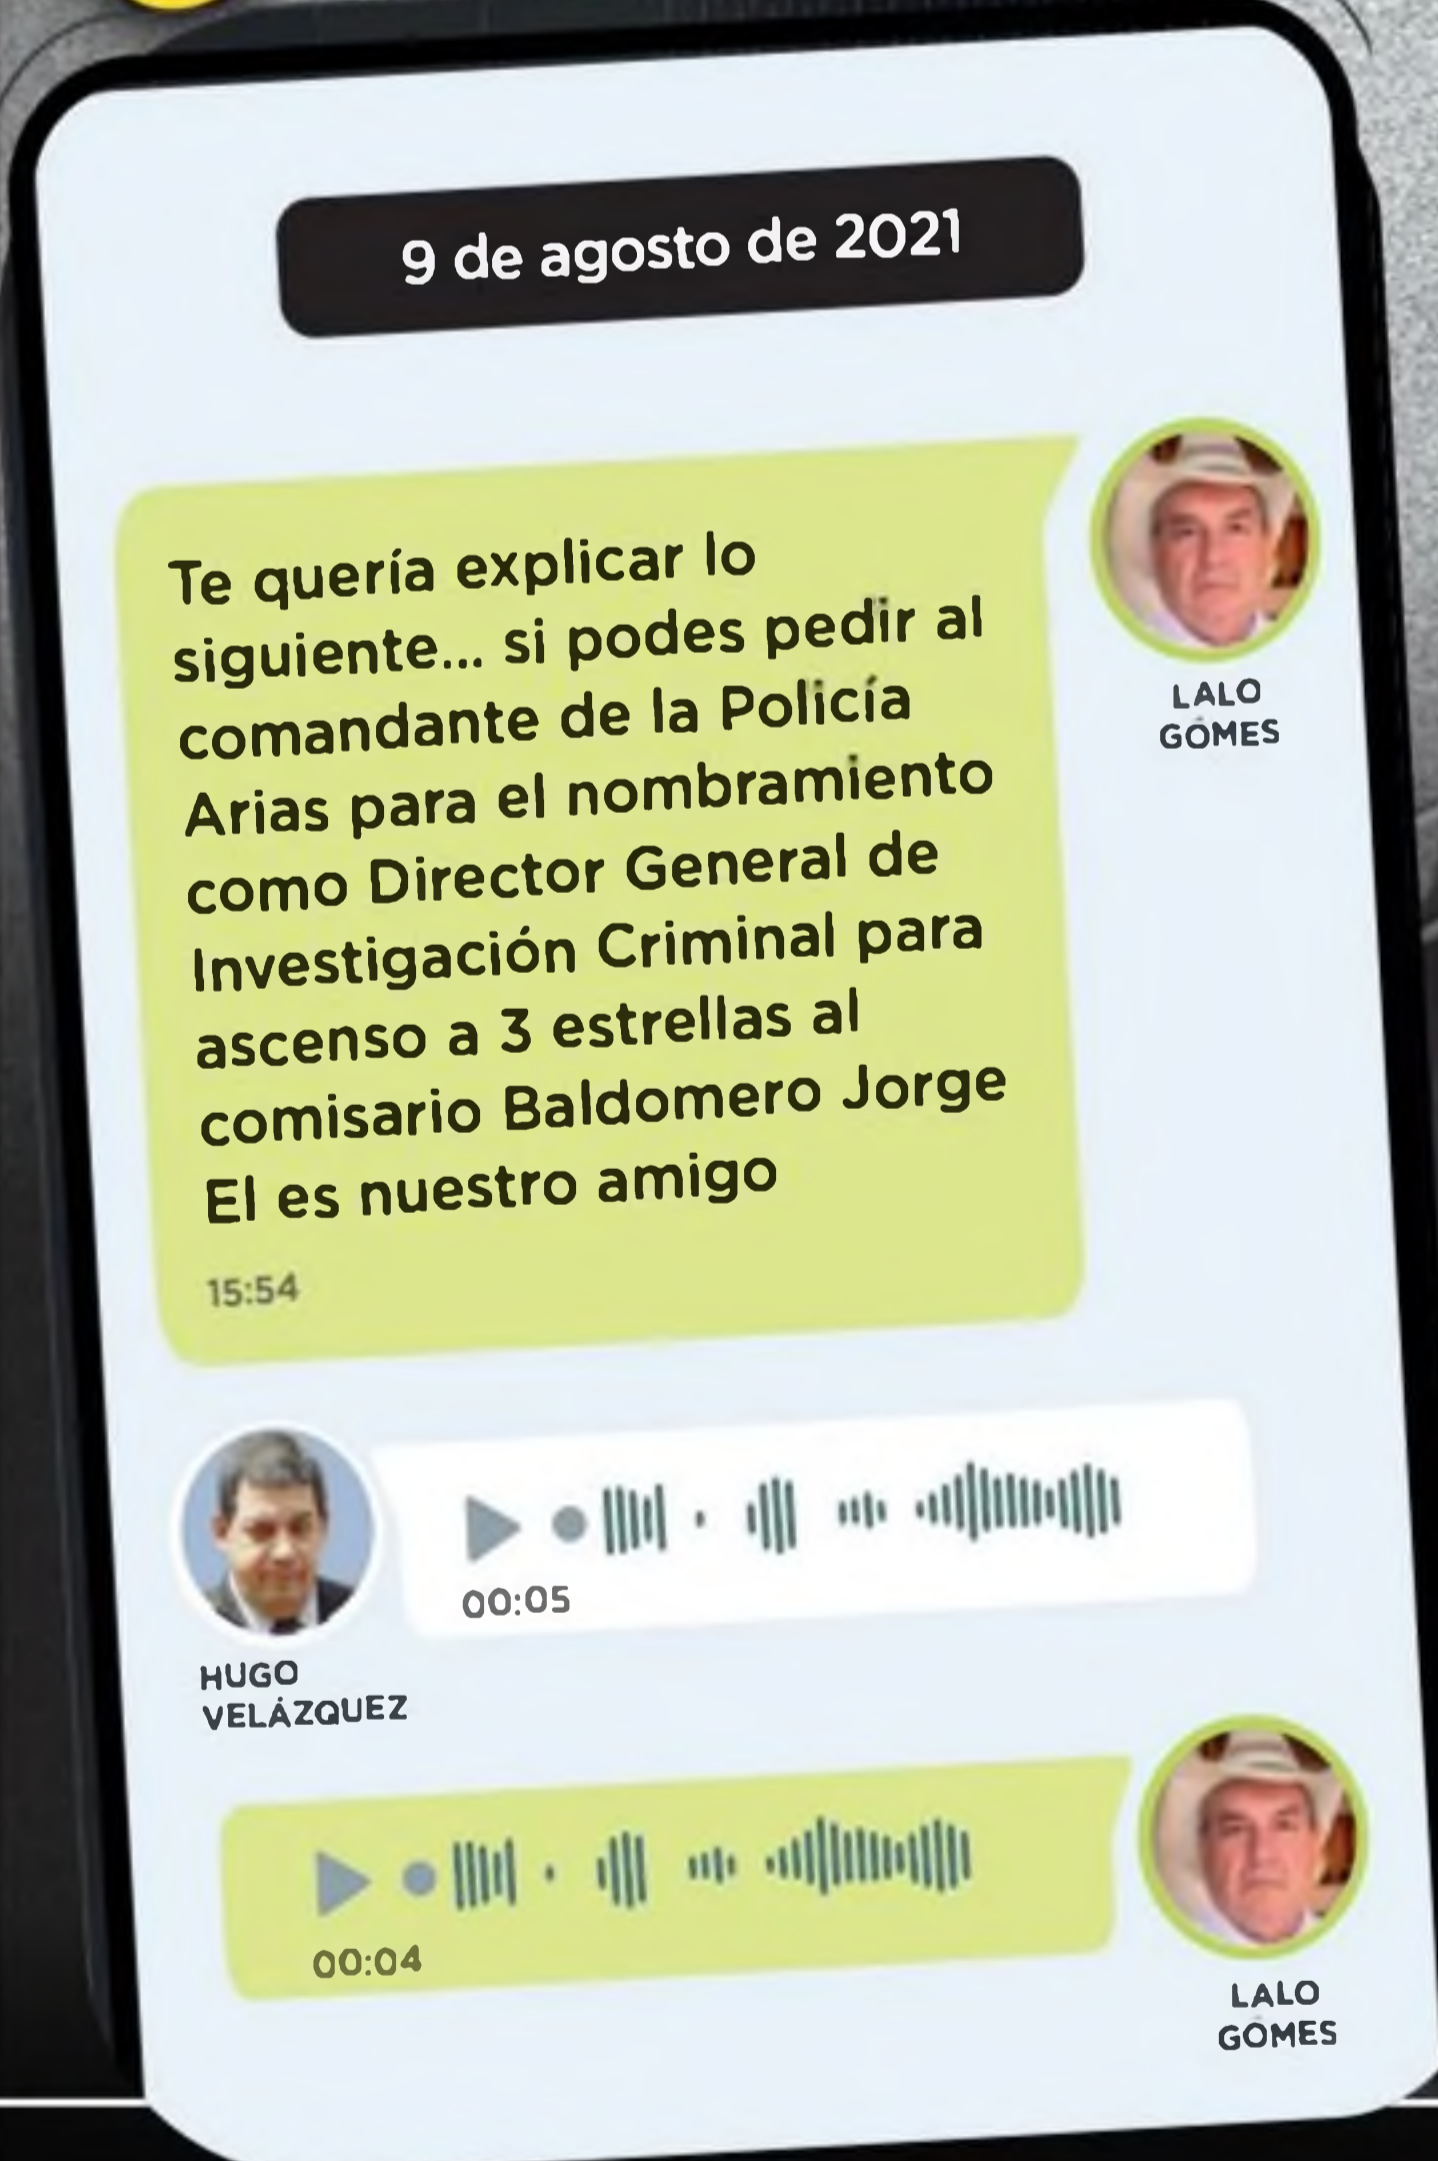 9 de agosto de 2021
Te quería explicar lo
siguiente... si podes pedir al
comandante de la Policía
Arias para el nombramiento
como Director General de
Investigación Criminal para
ascenso a 3 estrellas al
comisario Baldomero Jorge
El es nuestro amigo
15:54
LALO
GOMES
00:05
HUGO
VELÁZQUEZ
00:04
LALO
GOMES